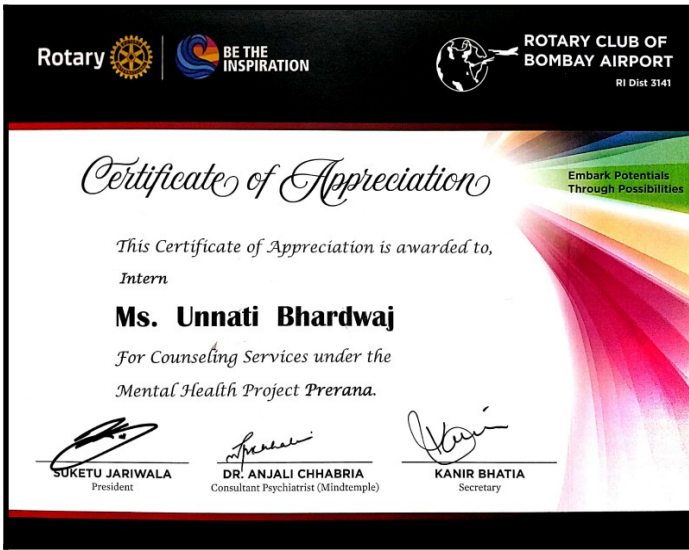 Rotary
BE THE
INSPIRATION
ROTARY CLUB OF
BOMBAY AIRPORT
RI Dist 3141
Certificate of Appreciation
Embark Potentials
Through Possibilities
This Certificate of Appreciation is awarded to,
Intern
Ms. Unnati Bhardwaj
For Counseling Services under the
Mental Health Project Prerana.
SUKETU JARIWALA
President
DR. ANJALI CHHABRIA
Consultant Psychiatrist (Mindtemple)
KANIR BHATIA
Secretary